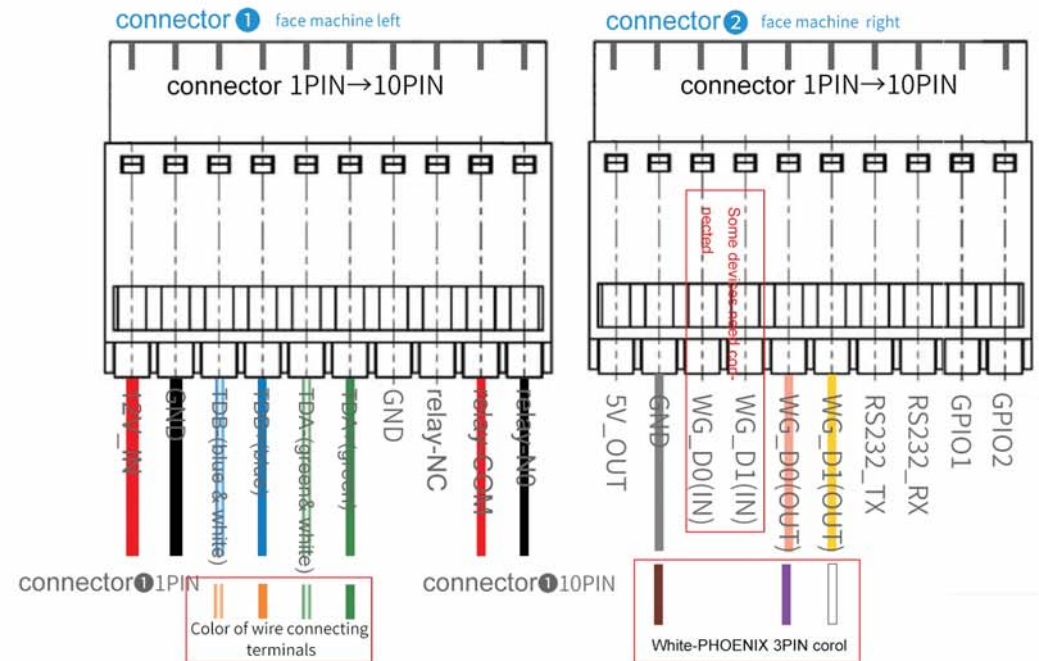 connector 1 face machine left
connector 1PIN→10PIN
12V_IN
GND
TDB-(blue & white)
TDB-(blue)
TDA-(green& white)
TDA-(green)
GND
relay-NC
relay-COM
relay-N0
connector 1 1PIN
connector 1 10PIN
Color of wire connecting
terminals
connector 2 face machine right
connector 1PIN→10PIN
Some devices need con-
nected
5V_OUT
GND
WG_D0(IN)
WG_D1(IN)
WG_D0(OUT)
WG_D1(OUT)
RS232_TX
RS232_RX
GPIO1
GPIO2
White-PHOENIX 3PIN corol